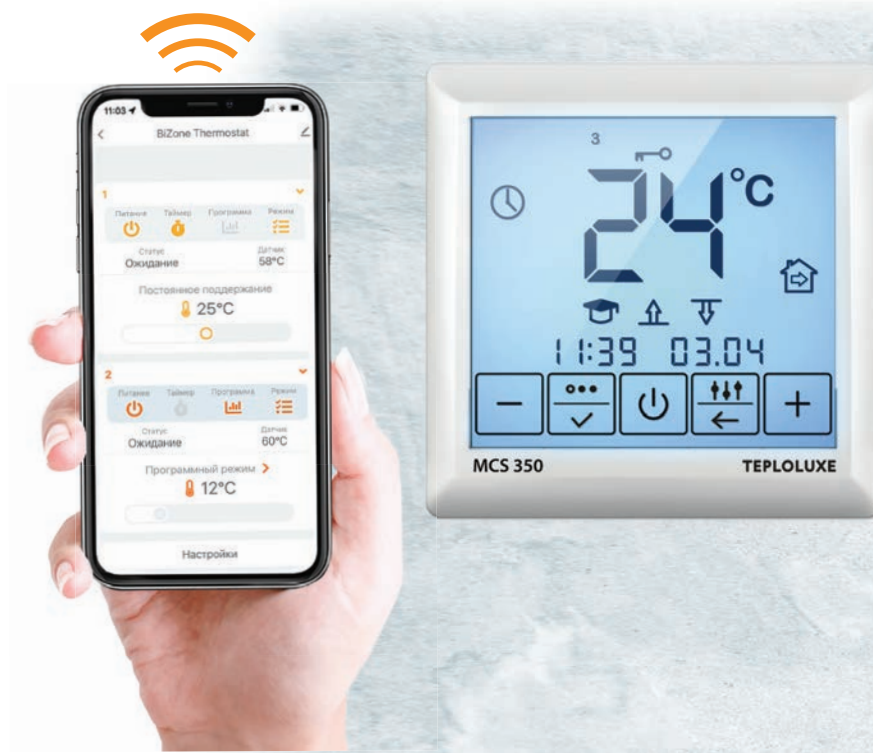 11:03
BiZone Thermostat
1
Питание Таймер Программа Режим
Статус Датчик
Ожидание 58°C
Постоянное поддержание
25°C
2
Питание Таймер Программа Режим
Статус Датчик
Ожидание 60°C
Программный режим
12°C
Настройки
3
24°C
11:39 03.04
MCS 350 TEPLOLUXE